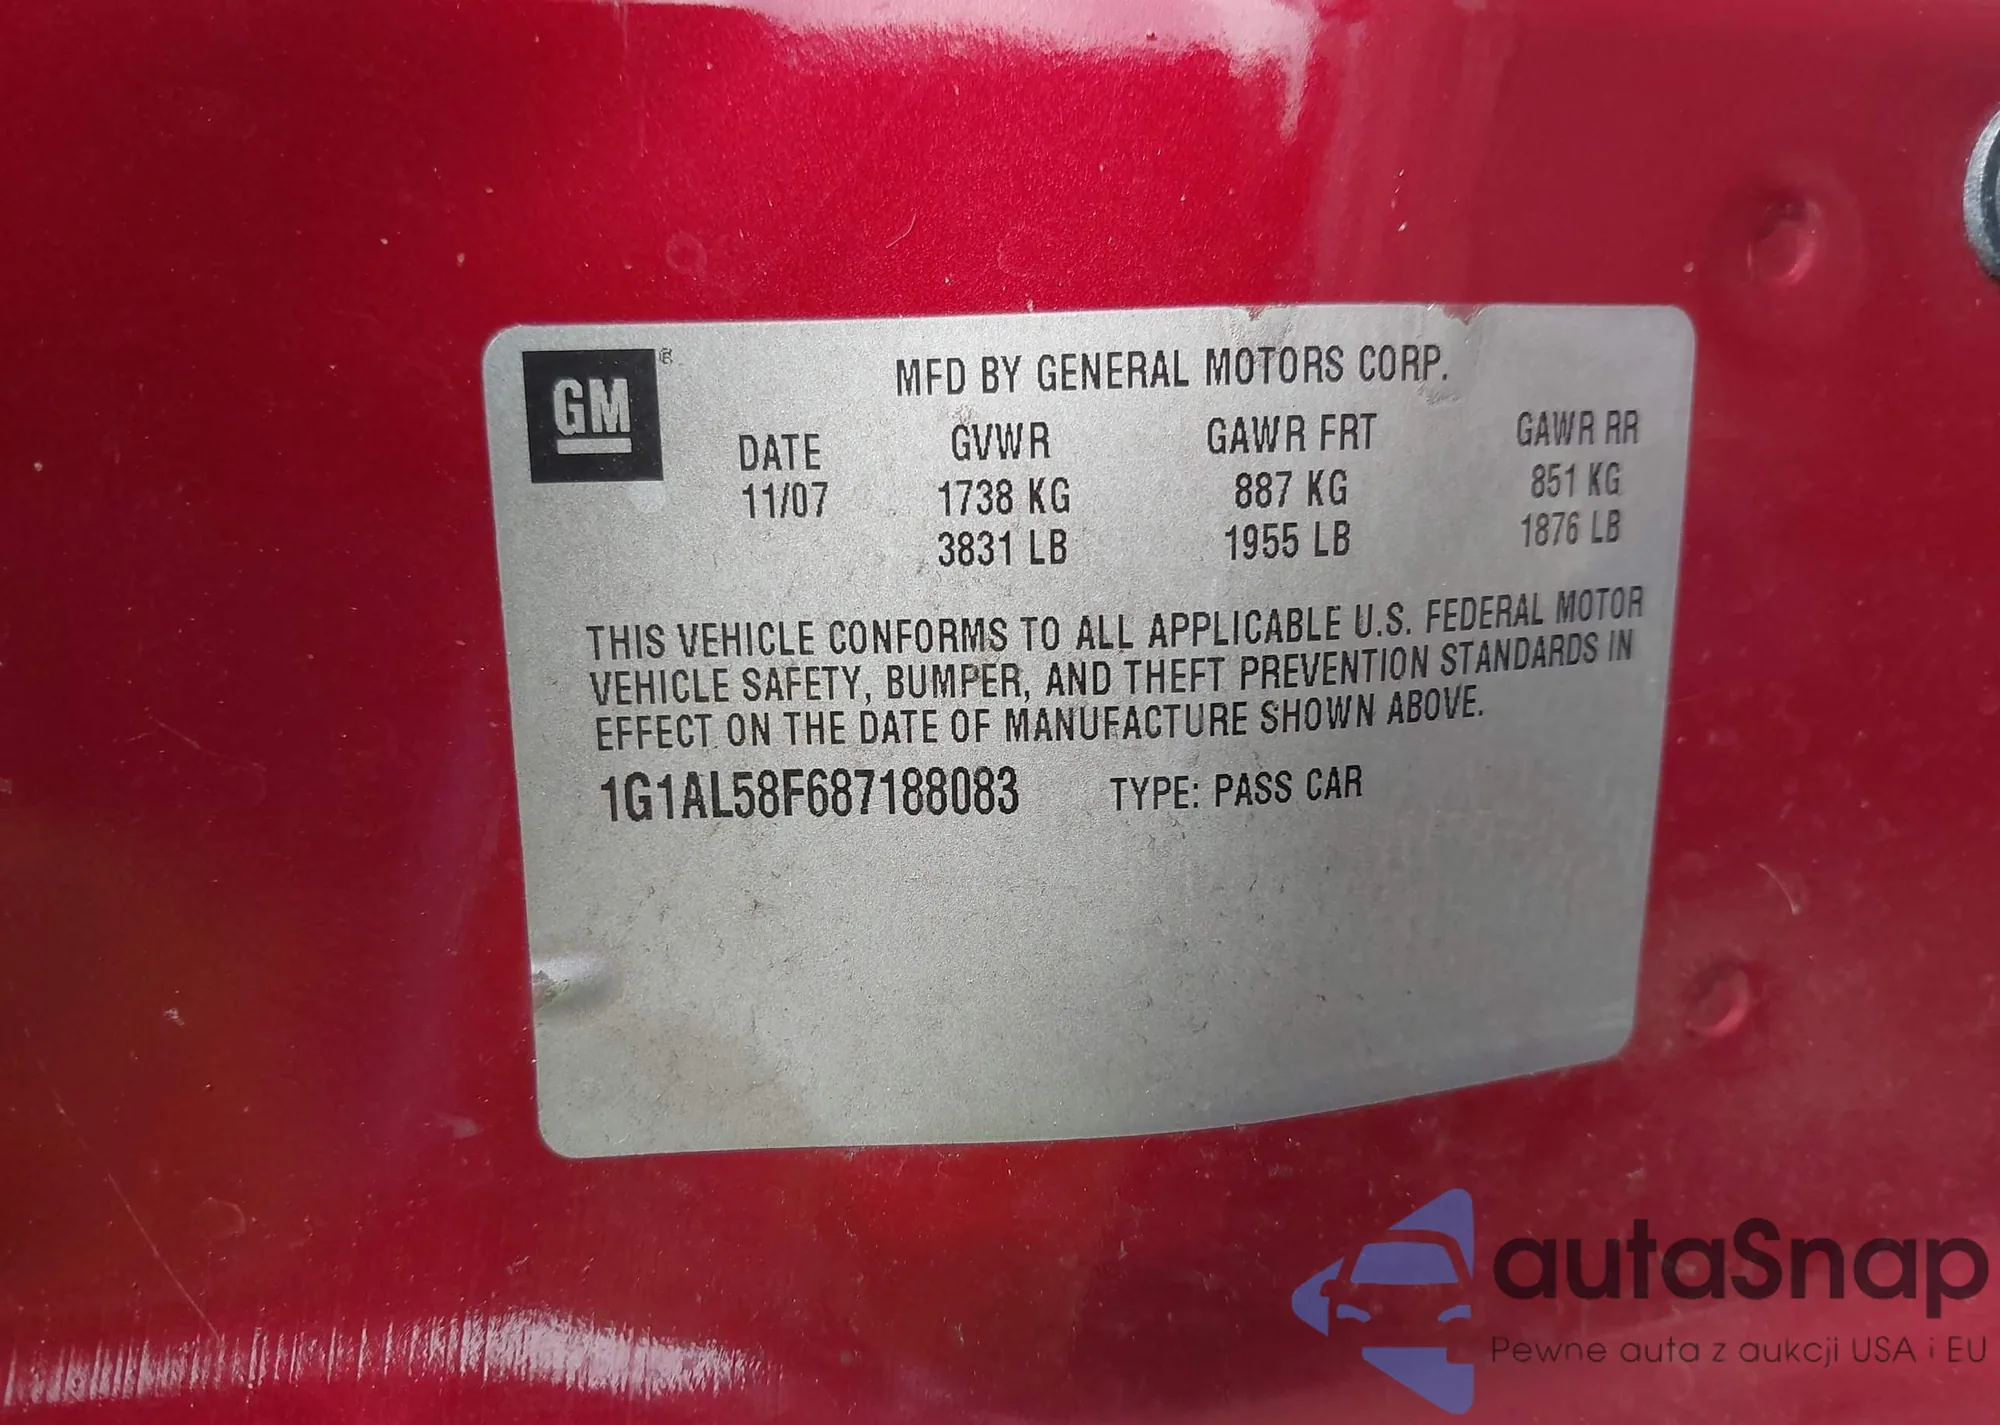 GM ®
MFD BY GENERAL MOTORS CORP.
DATE GVWR GAWR FRT GAWR RR
11/07 1738 KG 887 KG 851 KG
3831 LB 1955 LB 1876 LB
THIS VEHICLE CONFORMS TO ALL APPLICABLE U.S. FEDERAL MOTOR
VEHICLE SAFETY, BUMPER, AND THEFT PREVENTION STANDARDS IN
EFFECT ON THE DATE OF MANUFACTURE SHOWN ABOVE.
1G1AL58F687188083 TYPE: PASS CAR
autaSnap
Pewne auta z aukcji USA i EU